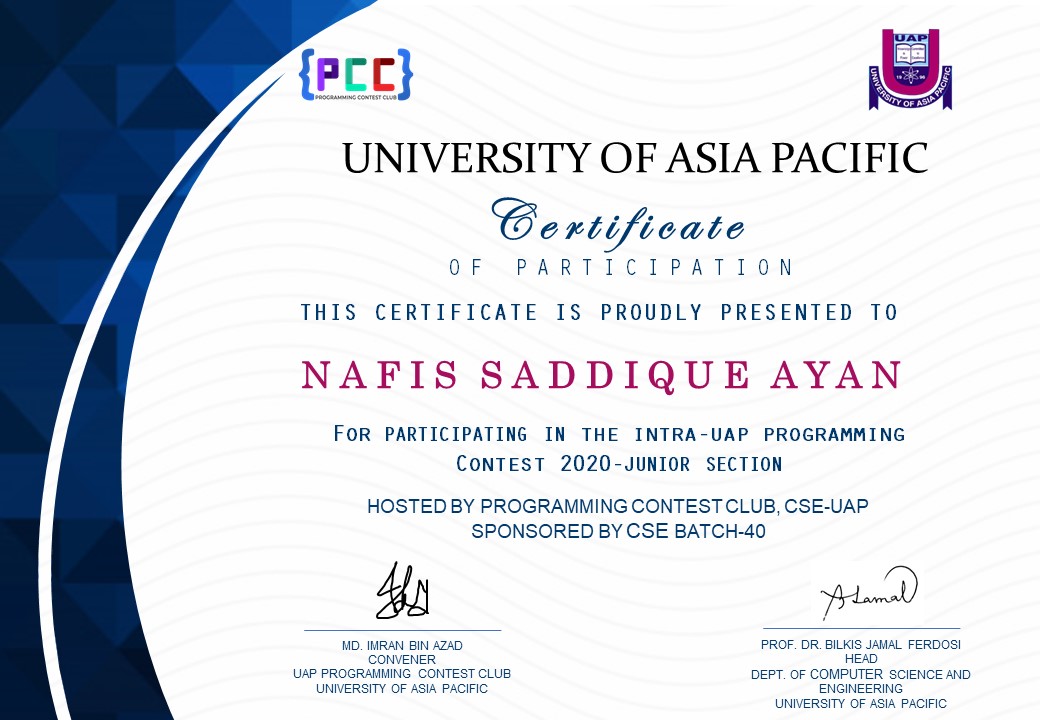 {PCC}
PROGRAMMING CONTEST CLUB
UAP
1996
UNIVERSITY OF ASIA PACIFIC
UNIVERSITY OF ASIA PACIFIC
Certificate
OF PARTICIPATION
THIS CERTIFICATE IS PROUDLY PRESENTED TO
NAFIS SADDIQUE AYAN
FOR PARTICIPATING IN THE INTRA-UAP PROGRAMMING
CONTEST 2020-JUNIOR SECTION
HOSTED BY PROGRAMMING CONTEST CLUB, CSE-UAP
SPONSORED BY CSE BATCH-40
MD. IMRAN BIN AZAD
CONVENER
UAP PROGRAMMING CONTEST CLUB
UNIVERSITY OF ASIA PACIFIC
PROF. DR. BILKIS JAMAL FERDOSI
HEAD
DEPT. OF COMPUTER SCIENCE AND
ENGINEERING
UNIVERSITY OF ASIA PACIFIC